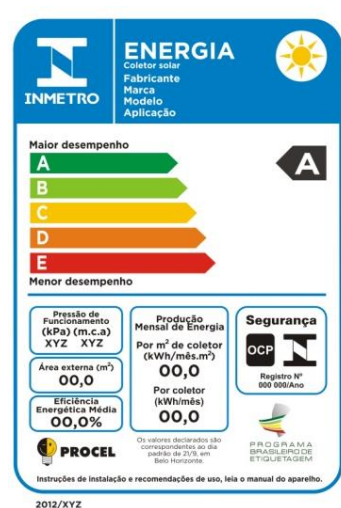 INMETRO
ENERGIA
Coletor solar
Fabricante
Marca
Modelo
Aplicação
Maior desempenho
A
B
C
D
E
Menor desempenho
A
Pressão de
Funcionamento
(kPa) (m.c.a)
XYZ XYZ
Área externa (m²)
00,0
Eficiência
Energética Média
00,0%
Produção
Mensal de Energia
Por m² de coletor
(kWh/mês.m²)
00,0
Por coletor
(kWh/mês)
00,0
Segurança
OCP
Registro Nº
000 000/Ano
PROCEL
Os valores declarados são
correspondentes ao dia
padrão de 21/9, em
Belo Horizonte.
PROGRAMA
BRASILEIRO DE
ETIQUETAGEM
Instruções de instalação e recomendações de uso, leia o manual do aparelho.
2012/XYZ